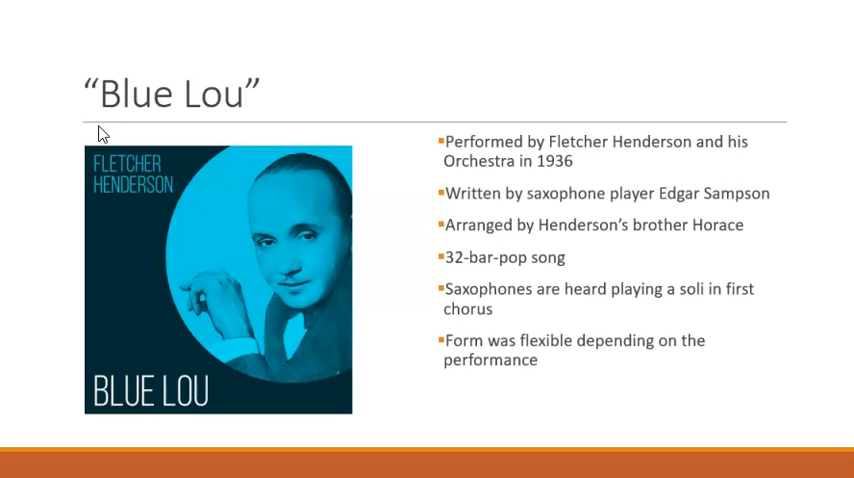 “Blue Lou”
FLETCHER
HENDERSON
BLUE LOU
▪Performed by Fletcher Henderson and his
Orchestra in 1936
▪Written by saxophone player Edgar Sampson
▪Arranged by Henderson’s brother Horace
▪32-bar-pop song
▪Saxophones are heard playing a soli in first
chorus
▪Form was flexible depending on the
performance